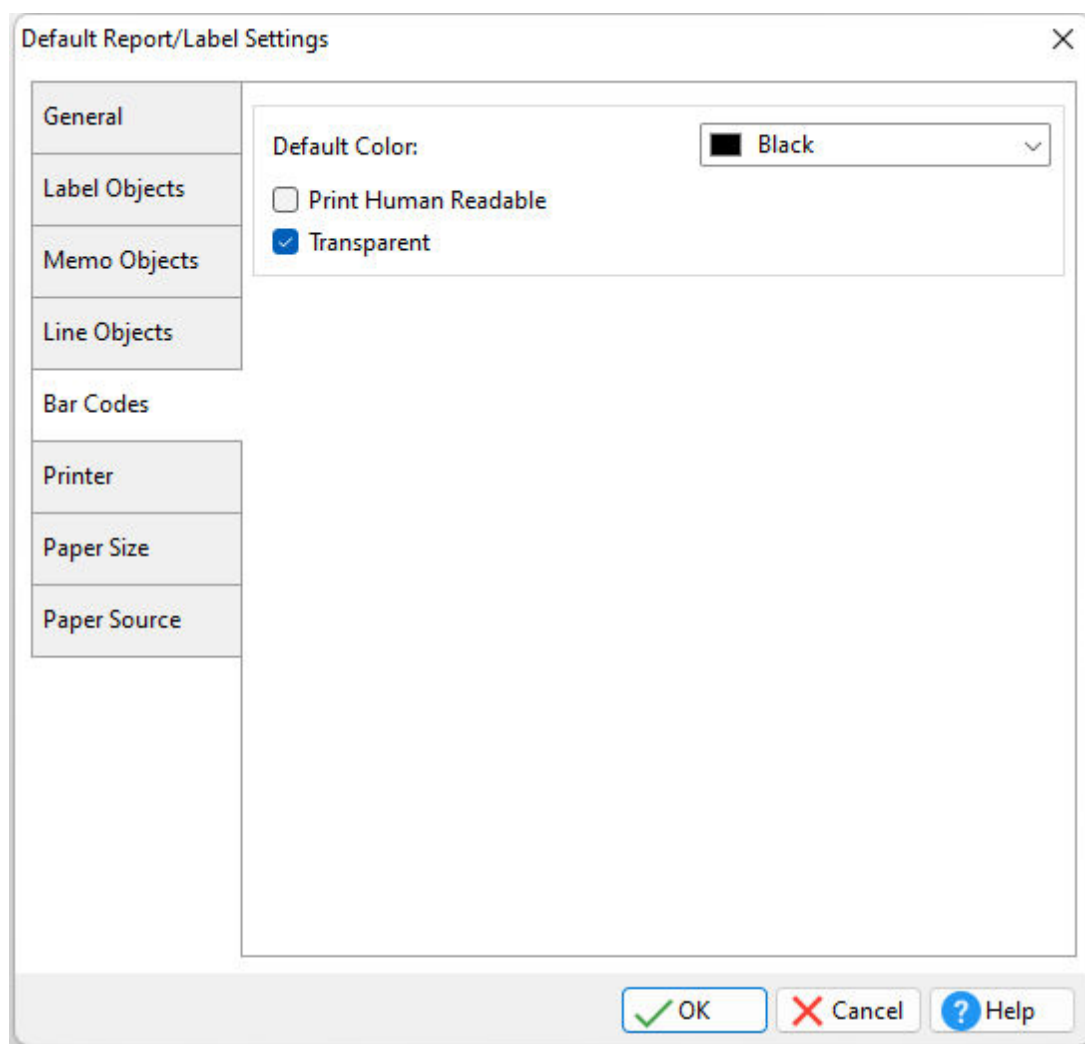 Default Report/Label Settings
General
Label Objects
Memo Objects
Line Objects
Bar Codes
Printer
Paper Size
Paper Source
Default Color:
Black
Print Human Readable
Transparent
OK
Cancel
? Help